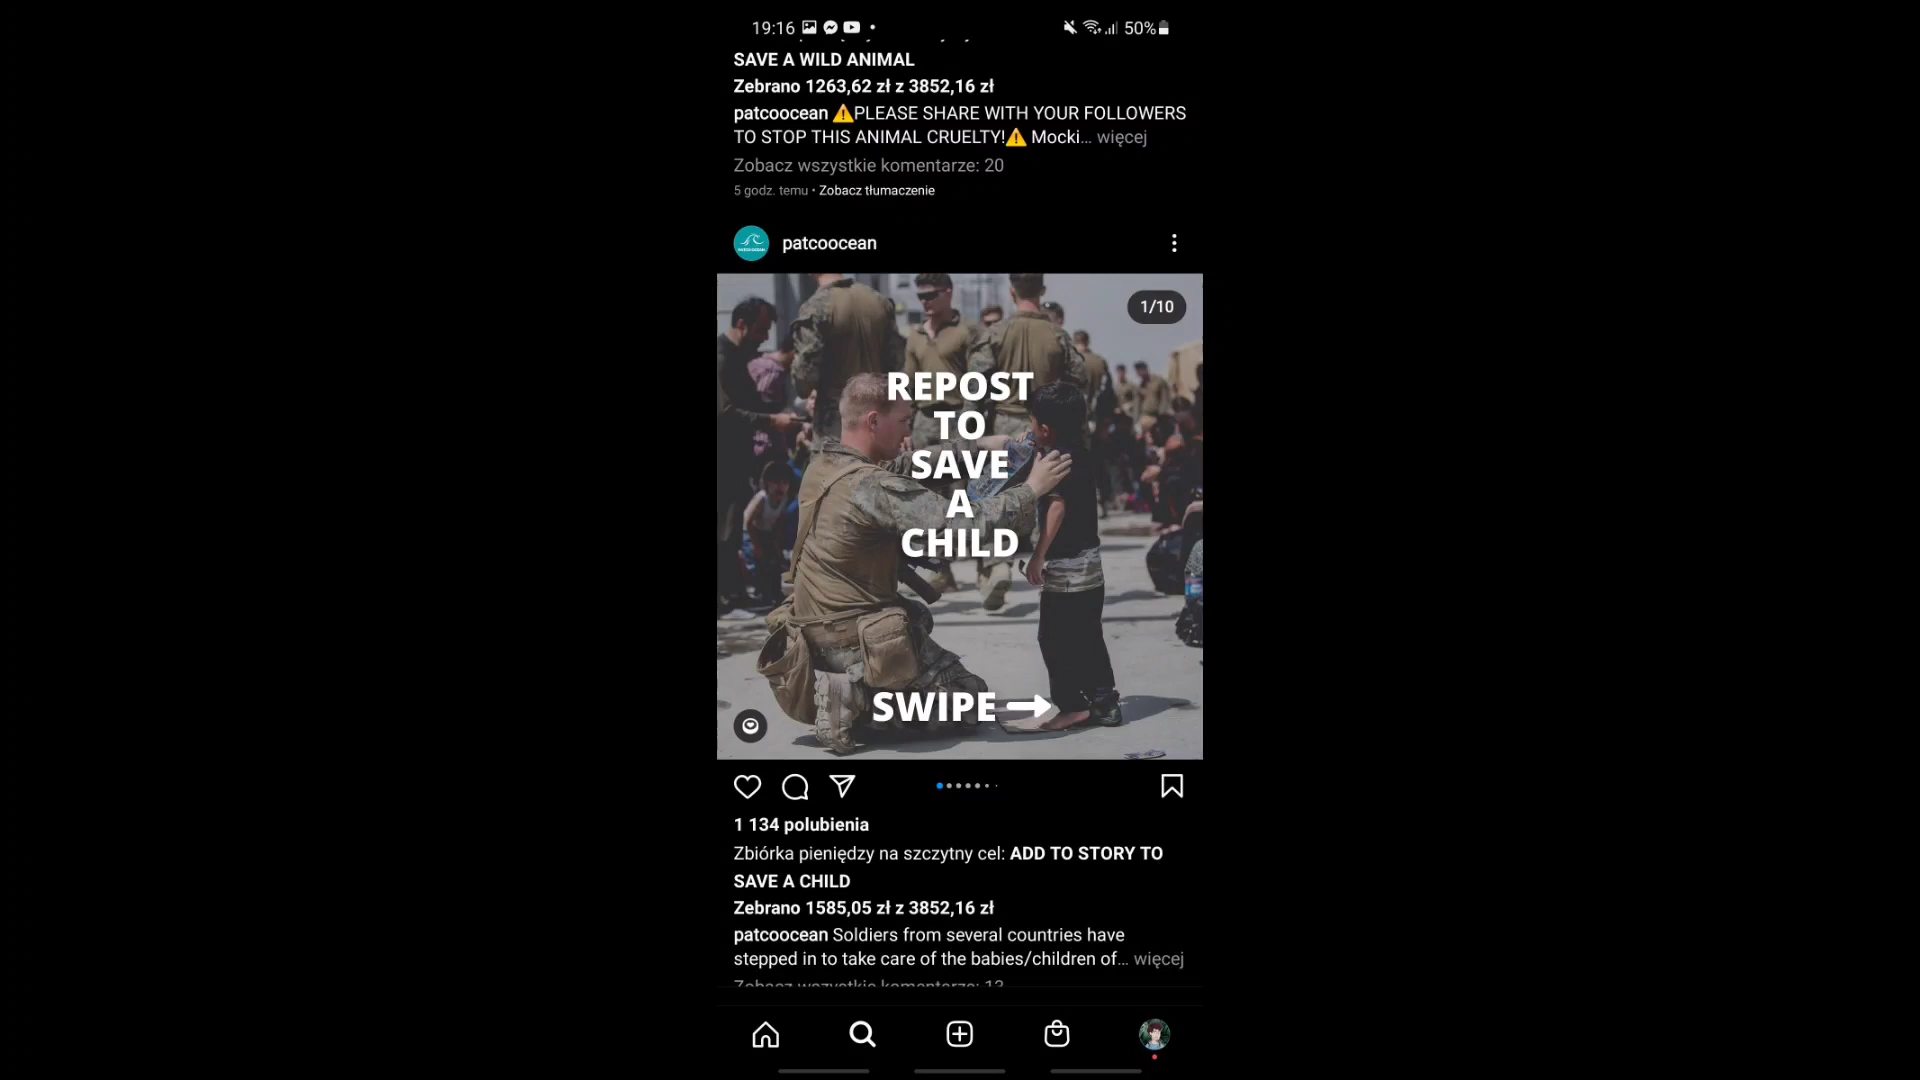 19:16 50%
SAVE A WILD ANIMAL
Zebrano 1263,62 zł z 3852,16 zł
patcoocean ⚠️PLEASE SHARE WITH YOUR FOLLOWERS
TO STOP THIS ANIMAL CRUELTY!⚠️ Mocki... więcej
Zobacz wszystkie komentarze: 20
5 godz. temu • Zobacz tłumaczenie
patcoocean
1/10
REPOST
TO
SAVE
A
CHILD
SWIPE →
1 134 polubienia
Zbiórka pieniędzy na szczytny cel: ADD TO STORY TO
SAVE A CHILD
Zebrano 1585,05 zł z 3852,16 zł
patcoocean Soldiers from several countries have
stepped in to take care of the babies/children of... więcej
Zobacz wszystkie komentarze: 13